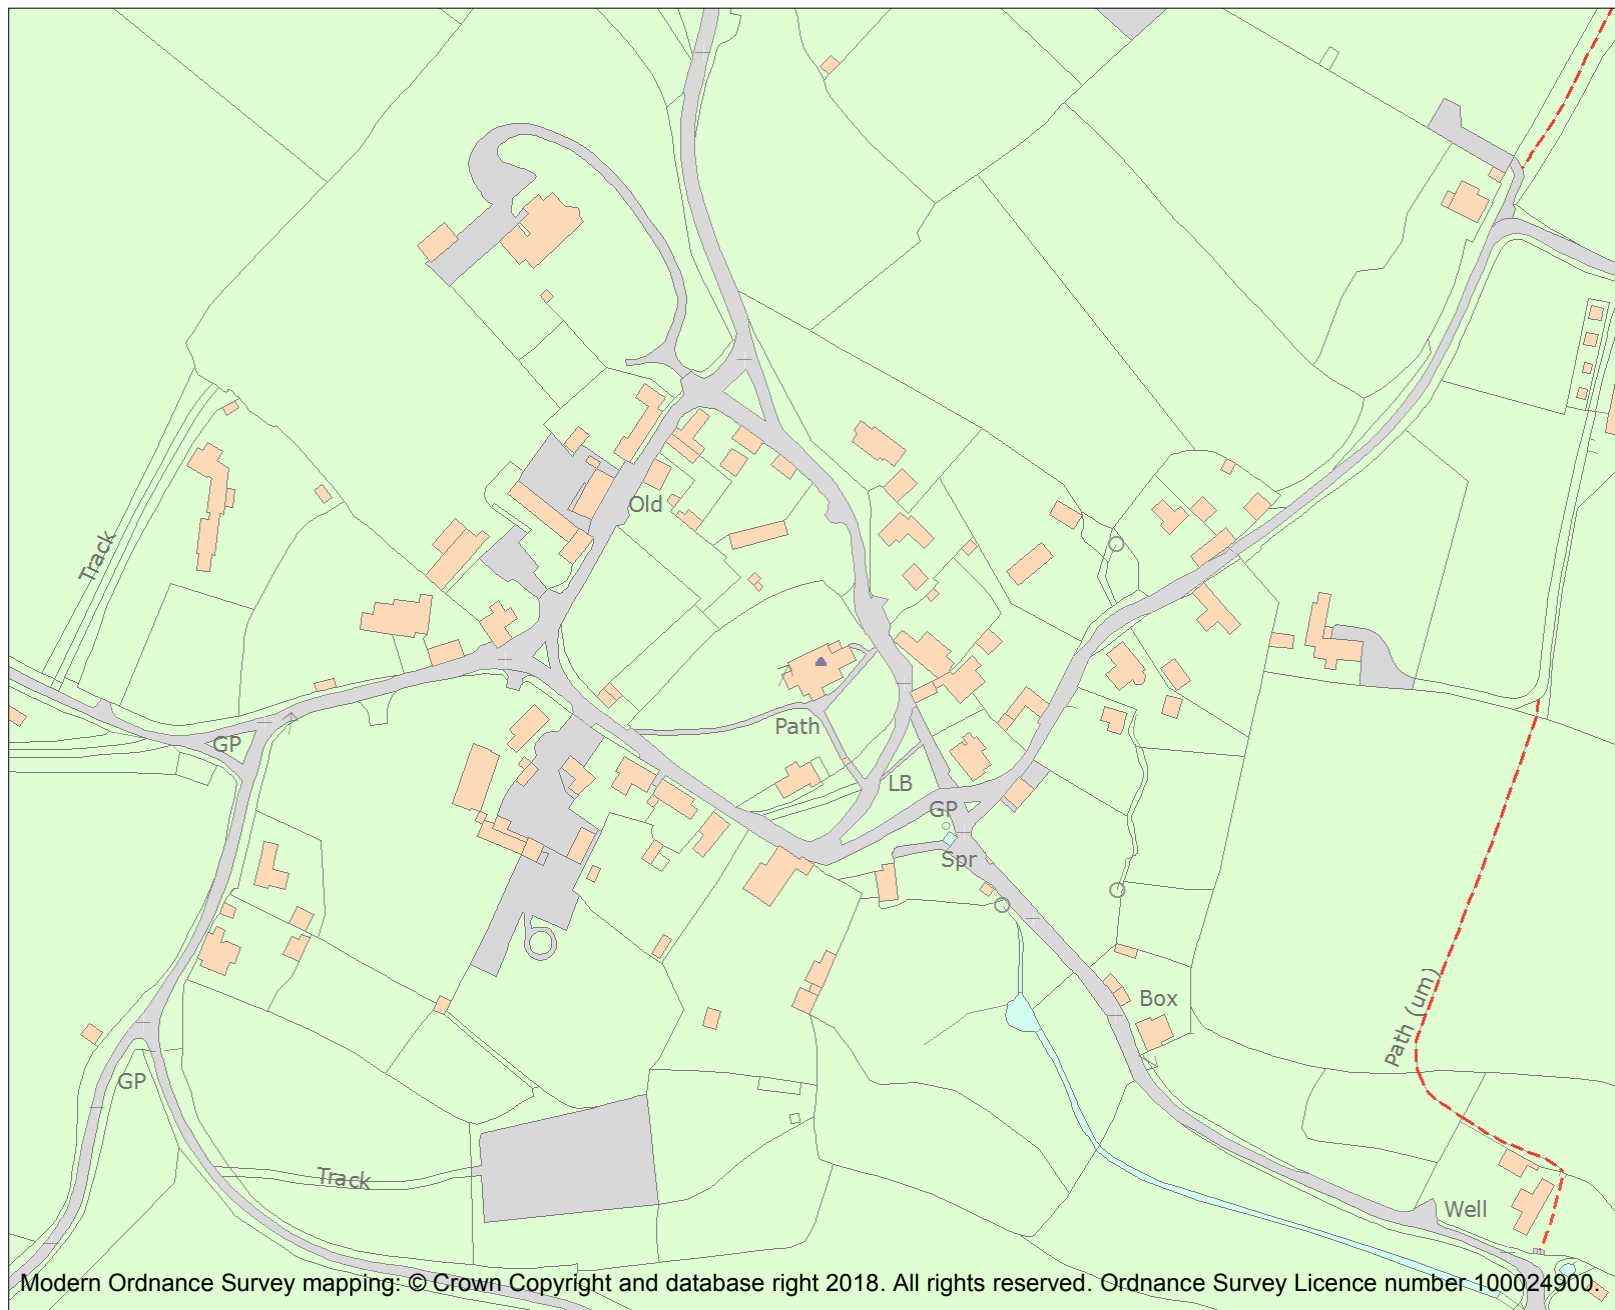 Old
Track
Path
GP
LB
GP
Spr
Box
Path (um)
GP
Track
Well
Modern Ordnance Survey mapping: © Crown Copyright and database right 2018. All rights reserved. Ordnance Survey Licence number 100024900.